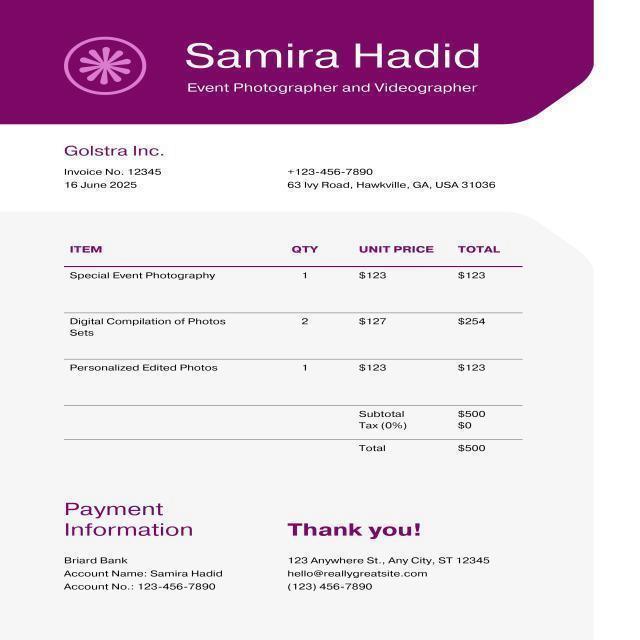 Samira Hadid
Event Photographer and Videographer
Golstra Inc.
Invoice No. 12345
16 June 2025
+123-456-7890
63 Ivy Road, Hawkville, GA, USA 31036
ITEM QTY UNIT PRICE TOTAL
Special Event Photography 1 $123 $123
Digital Compilation of Photos 2 $127 $254
Sets
Personalized Edited Photos 1 $123 $123
Subtotal $500
Tax (0%) $0
Total $500
Payment
Information
Briard Bank
Account Name: Samira Hadid
Account No.: 123-456-7890
Thank you!
123 Anywhere St., Any City, ST 12345
hello@reallygreatsite.com
(123) 456-7890